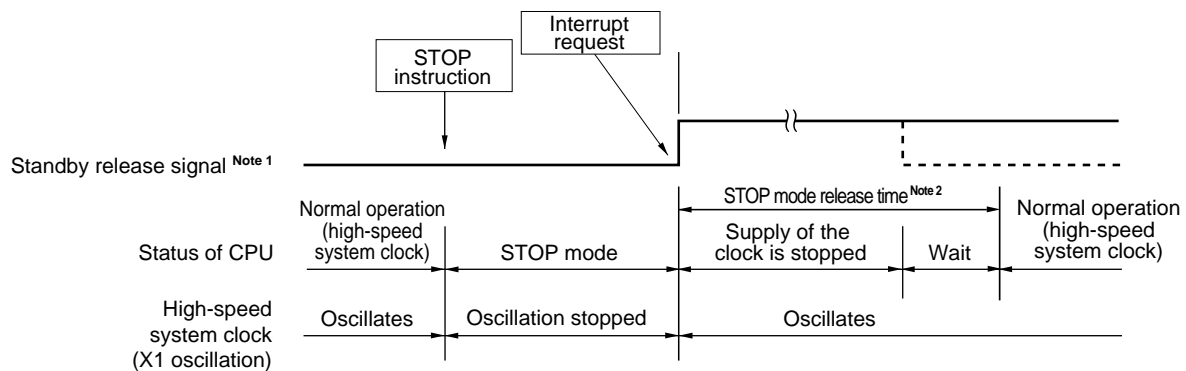 Interrupt
request
STOP
instruction
Standby release signal Note 1
STOP mode release time Note 2
Normal operation
(high-speed
system clock)
Status of CPU
STOP mode
Supply of the
clock is stopped
Wait
Normal operation
(high-speed
system clock)
High-speed
system clock
(X1 oscillation)
Oscillates
Oscillation stopped
Oscillates